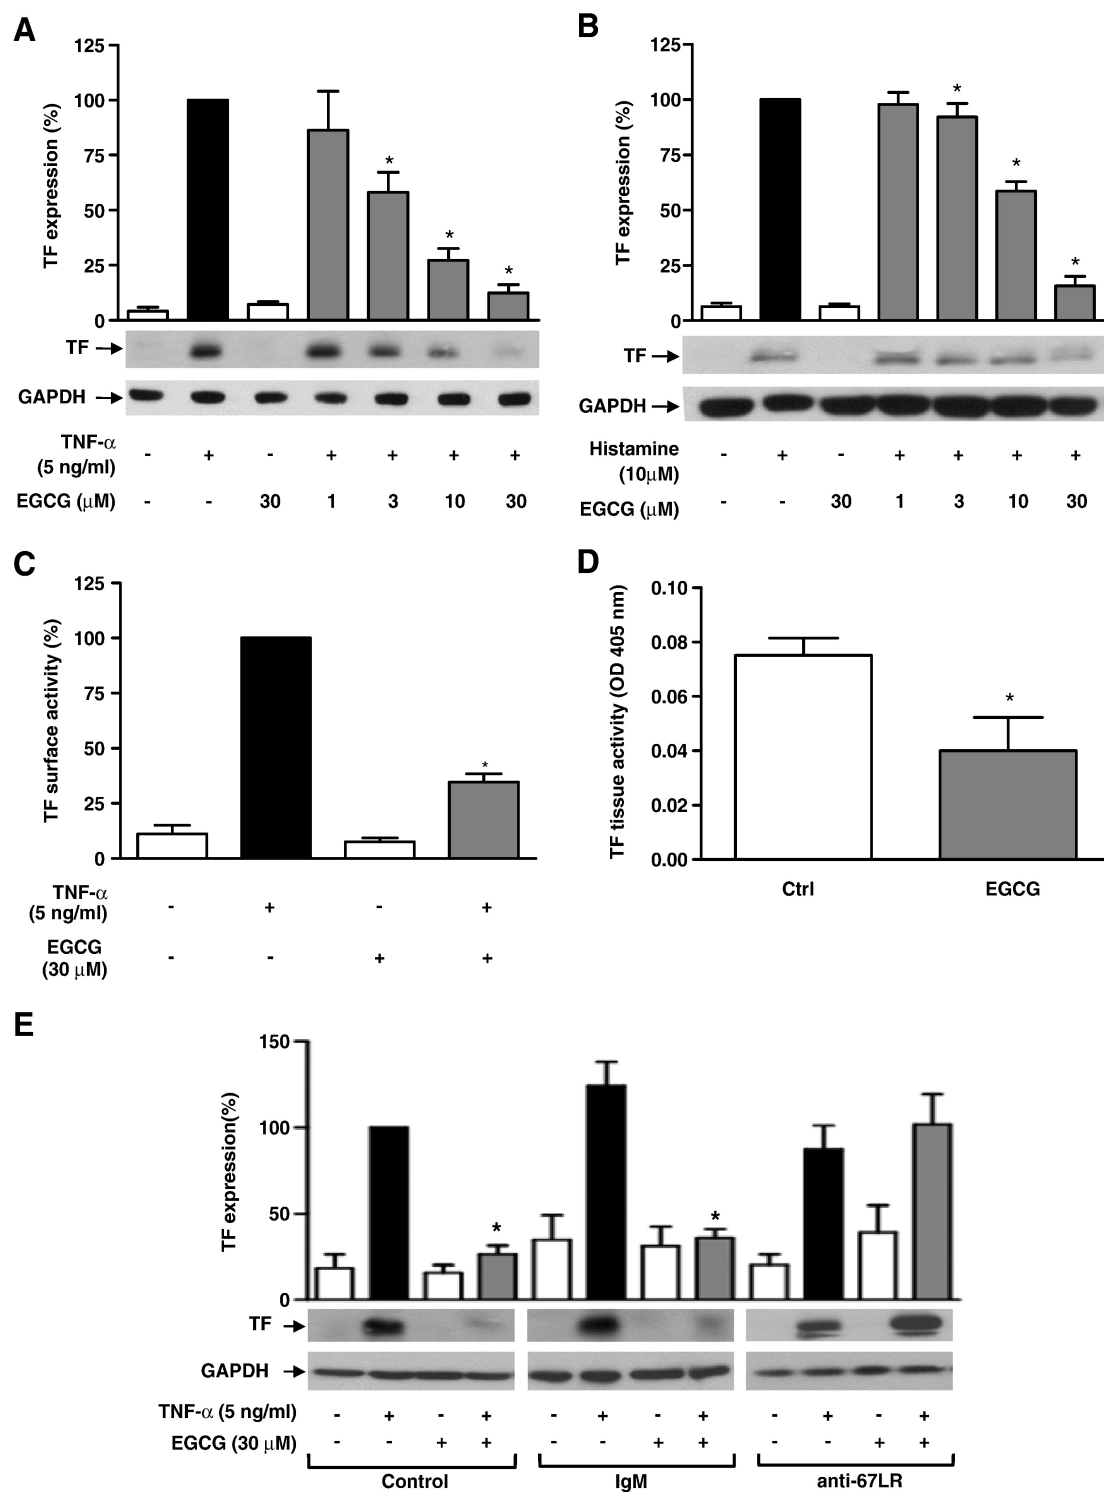 A
TF expression (%)
125
100
75
50
25
0
* * *
TF
GAPDH
TNF-α
(5 ng/ml)
- + - + + + +
EGCG (μM)
- - 30 1 3 10 30
B
TF expression (%)
125
100
75
50
25
0
* * *
TF
GAPDH
Histamine
(10μM)
- + - + + + +
EGCG (μM)
- - 30 1 3 10 30
C
TF surface activity (%)
125
100
75
50
25
0
*
TNF-α
(5 ng/ml)
- + - +
EGCG
(30 μM)
- - + +
D
TF tissue activity (OD 405 nm)
0.10
0.08
0.06
0.04
0.02
0.00
*
Ctrl EGCG
E
TF expression(%)
150
100
50
0
* *
TF
GAPDH
TNF-α (5 ng/ml) - + - + - + - + - + - +
EGCG (30 μM) - - + + - - + + - - + +
Control IgM anti-67LR